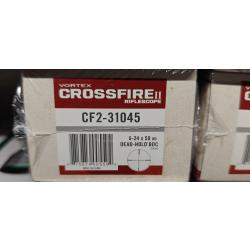 VORTEX
CROSSFIRE II
RIFLESCOPE
CF2-31045
6-24 x 50 AO
DEAD-HOLD BDC